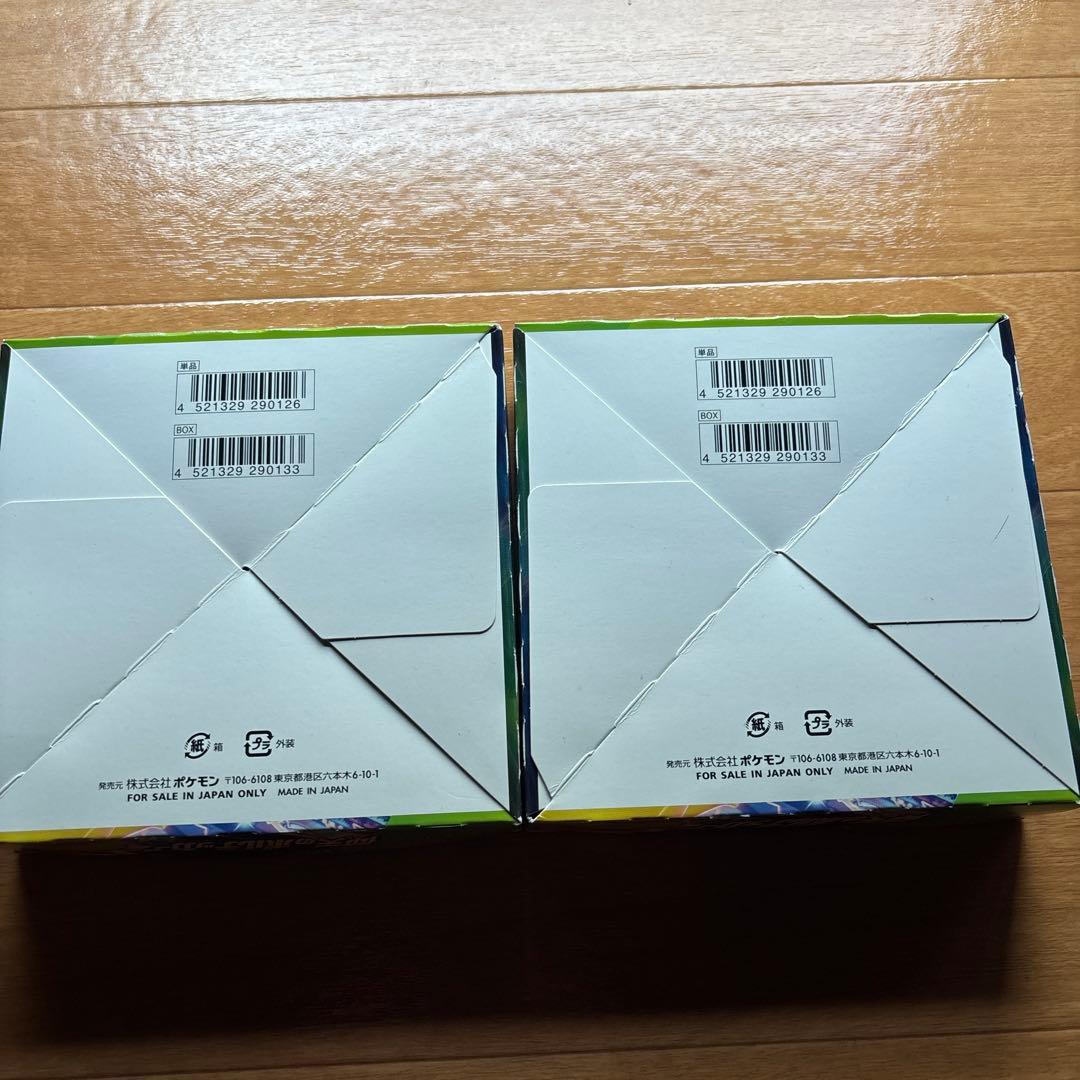 単品
4 521329 290126
BOX
4 521329 290133
紙 箱 プラ 外装
発売元 株式会社ポケモン 〒106-6108 東京都港区六本木6-10-1
FOR SALE IN JAPAN ONLY MADE IN JAPAN
単品
4 521329 290126
BOX
4 521329 290133
紙 箱 プラ 外装
発売元 株式会社ポケモン 〒106-6108 東京都港区六本木6-10-1
FOR SALE IN JAPAN ONLY MADE IN JAPAN